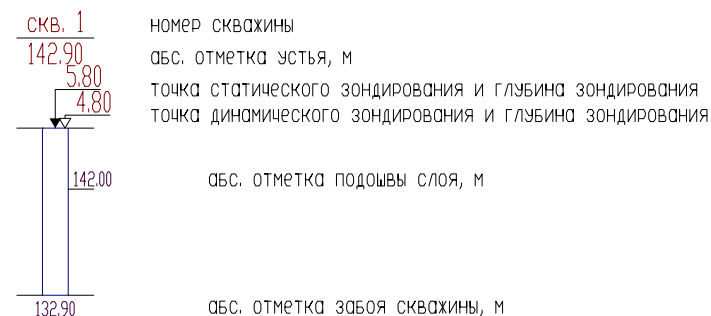 скв. 1 номер скважины
142.90 абс. отметка устья, м
5.80 точка статического зондирования и глубина зондирования
4.80 точка динамического зондирования и глубина зондирования
142.00 абс. отметка подошвы слоя, м
132.90 абс. отметка забоя скважины, м